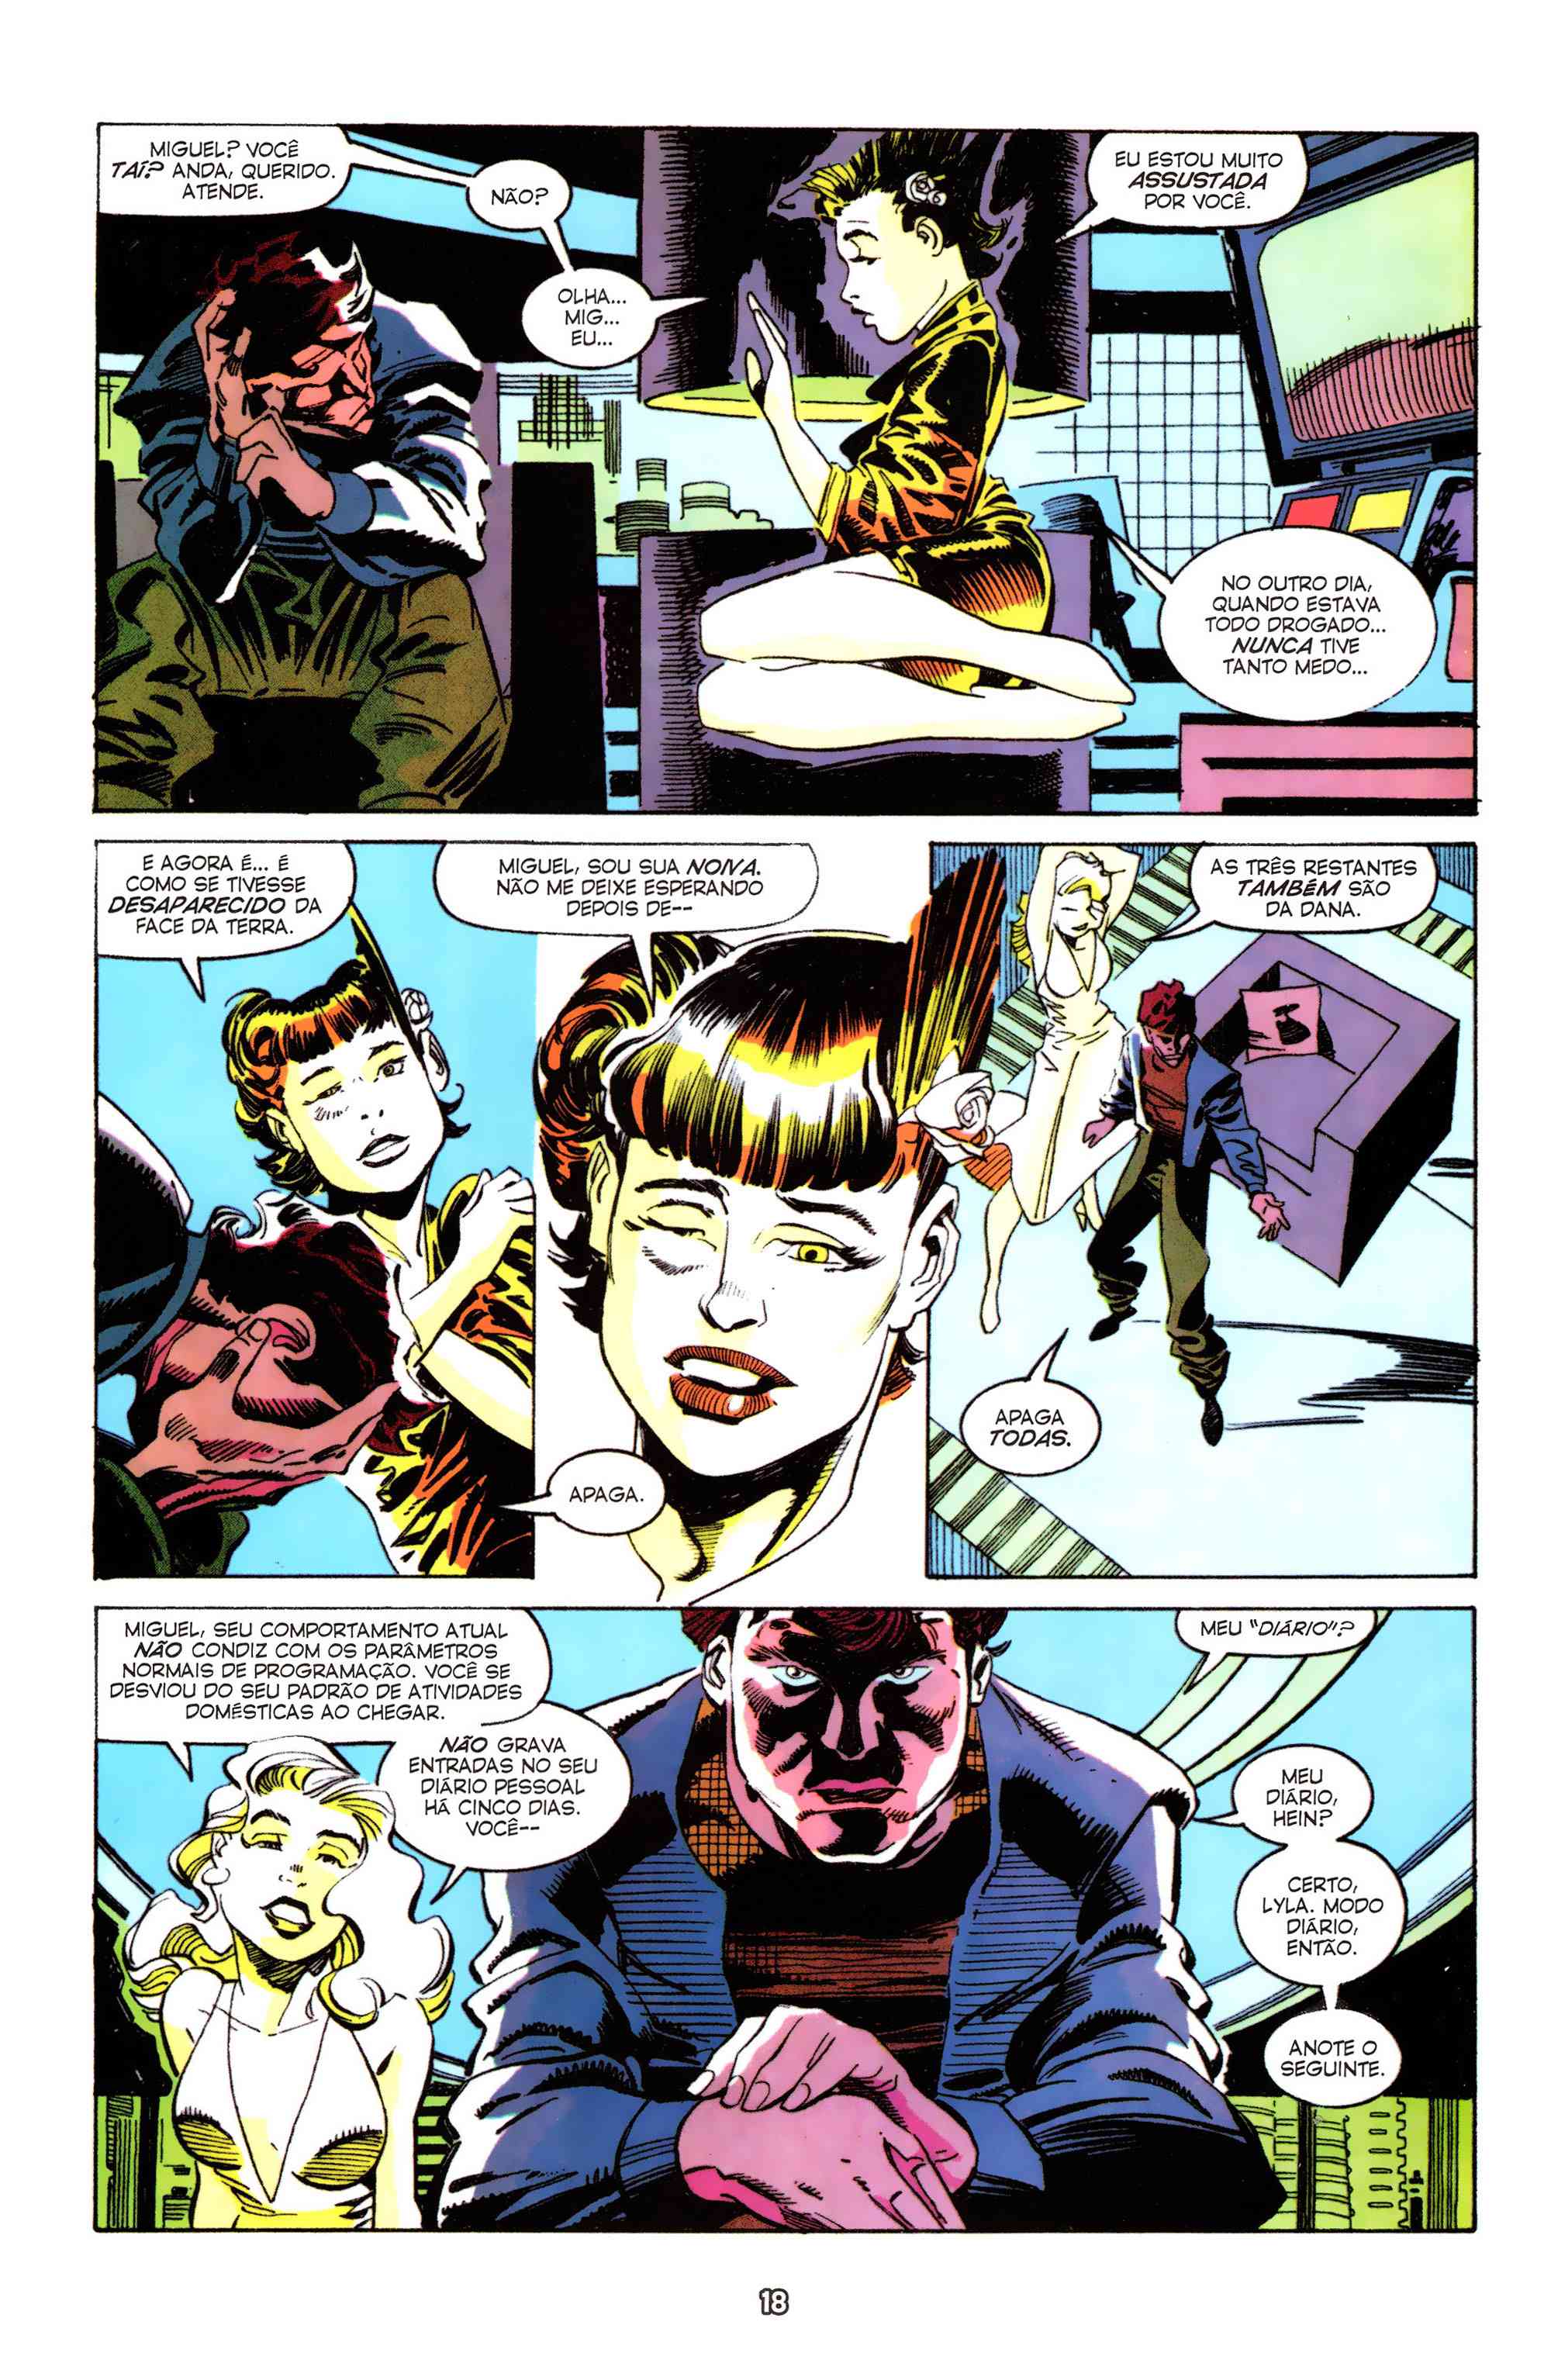 MIGUEL? VOCÊ
TAÍ? ANDA, QUERIDO.
ATENDE.
NÃO?
OLHA...
MIG...
EU...
EU ESTOU MUITO
ASSUSTADA
POR VOCÊ.
NO OUTRO DIA,
QUANDO ESTAVA
TODO DROGADO...
NUNCA TIVE
TANTO MEDO...
E AGORA É... É
COMO SE TIVESSE
DESAPARECIDO DA
FACE DA TERRA.
MIGUEL, SOU SUA NOIVA.
NÃO ME DEIXE ESPERANDO
DEPOIS DE--
APAGA.
AS TRÊS RESTANTES
TAMBÉM SÃO
DA DANA.
APAGA
TODAS.
MIGUEL, SEU COMPORTAMENTO ATUAL
NÃO CONDIZ COM OS PARÂMETROS
NORMAIS DE PROGRAMAÇÃO. VOCÊ SE
DESVIOU DO SEU PADRÃO DE ATIVIDADES
DOMÉSTICAS AO CHEGAR.
NÃO GRAVA
ENTRADAS NO SEU
DIÁRIO PESSOAL
HÁ CINCO DIAS.
VOCÊ--
MEU "DIÁRIO"?
MEU
DIÁRIO,
HEIN?
CERTO,
LYLA. MODO
DIÁRIO,
ENTÃO.
ANOTE O
SEGUINTE.
18